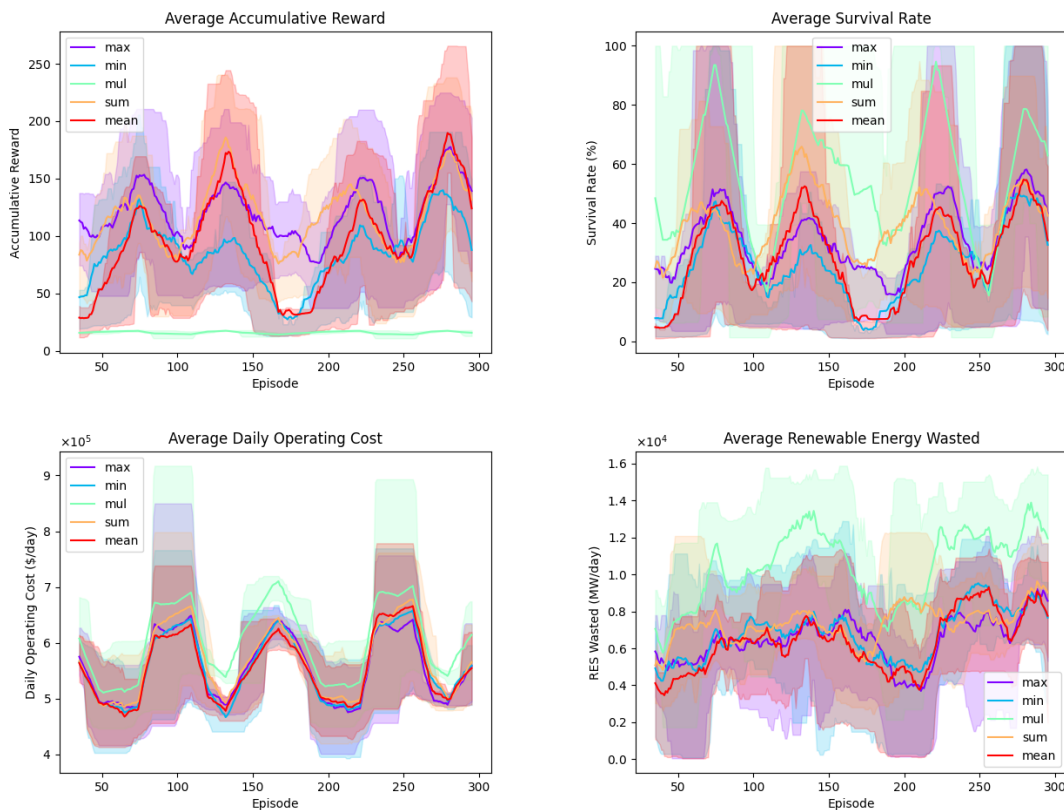 Average Accumulative Reward
Accumulative Reward
250
200
150
100
50
0
max
min
mul
sum
mean
50
100
150
200
250
300
Episode
Average Survival Rate
Survival Rate (%)
100
80
60
40
20
0
max
min
mul
sum
mean
50
100
150
200
250
300
Episode
Average Daily Operating Cost
×10⁵
Daily Operating Cost ($/day)
9
8
7
6
5
4
max
min
mul
sum
mean
50
100
150
200
250
300
Episode
Average Renewable Energy Wasted
×10⁴
RES Wasted (MW/day)
1.6
1.4
1.2
1.0
0.8
0.6
0.4
0.2
0.0
max
min
mul
sum
mean
50
100
150
200
250
300
Episode